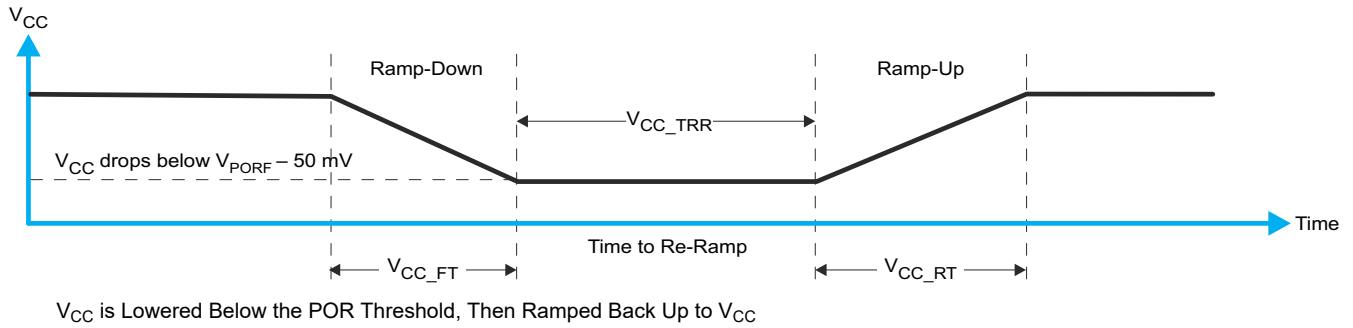 VCC
Ramp-Down
Ramp-Up
VCC_TRR
VCC drops below VPORF – 50 mV
Time
Time to Re-Ramp
VCC_FT
VCC_RT
VCC is Lowered Below the POR Threshold, Then Ramped Back Up to VCC